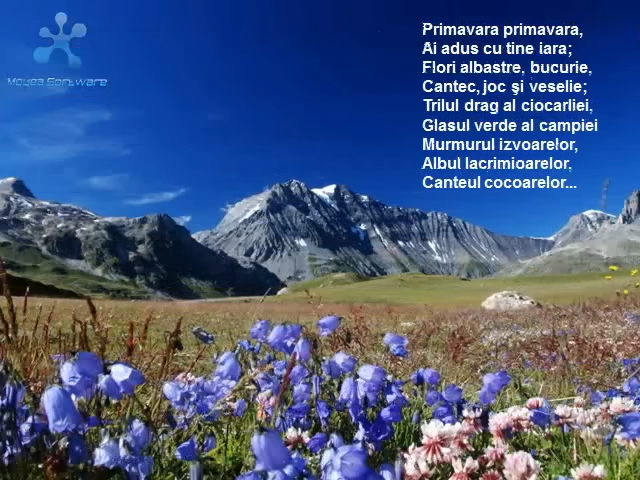 Moyea Software
Primavara primavara,
Ai adus cu tine iara;
Flori albastre, bucurie,
Cantec, joc şi veselie;
Trilul drag al ciocarliei,
Glasul verde al campiei
Murmurul izvoarelor,
Albul lacrimioarelor,
Canteul cocoarelor...